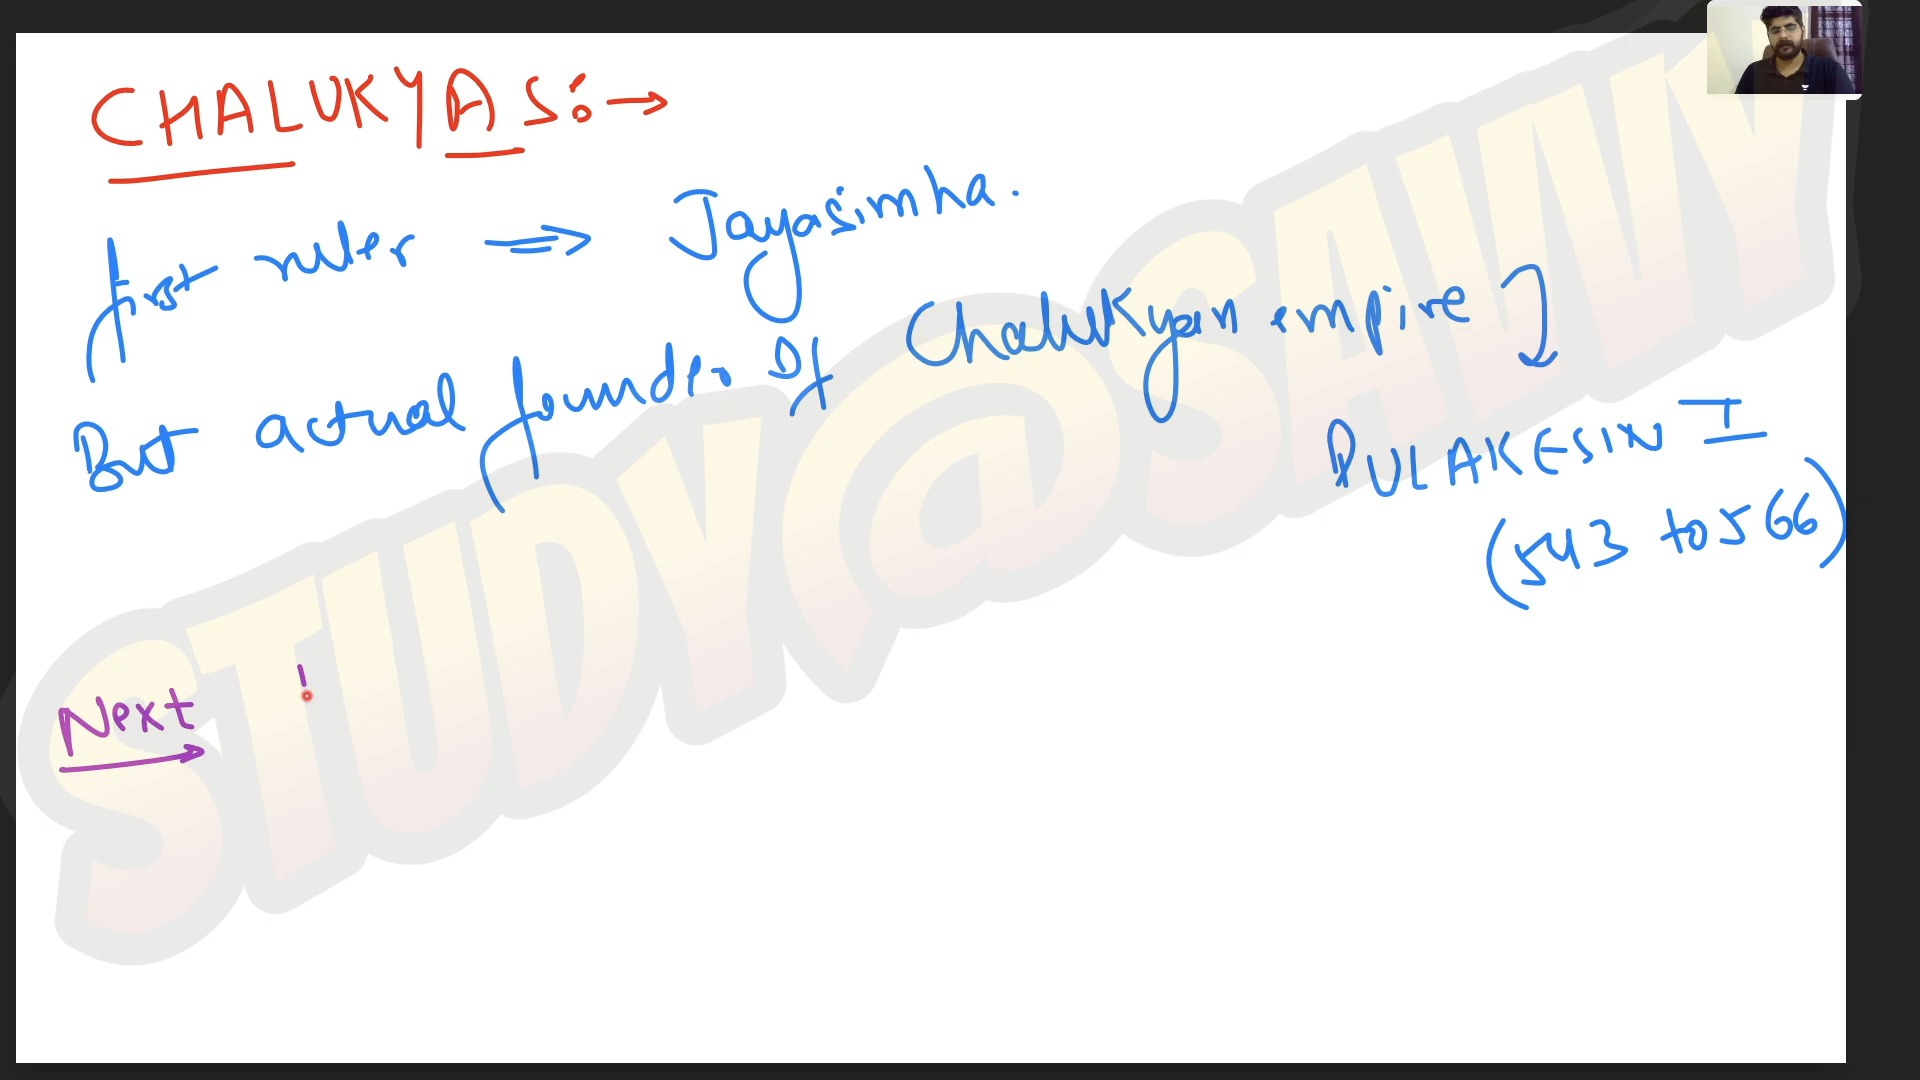 CHALUKYAS:→
first ruler ⇒ Jayasimha.
But actual founder Of Chalukyan empire
PULAKESIN I
(543 to 566)
Next
STUDY@SAVVY